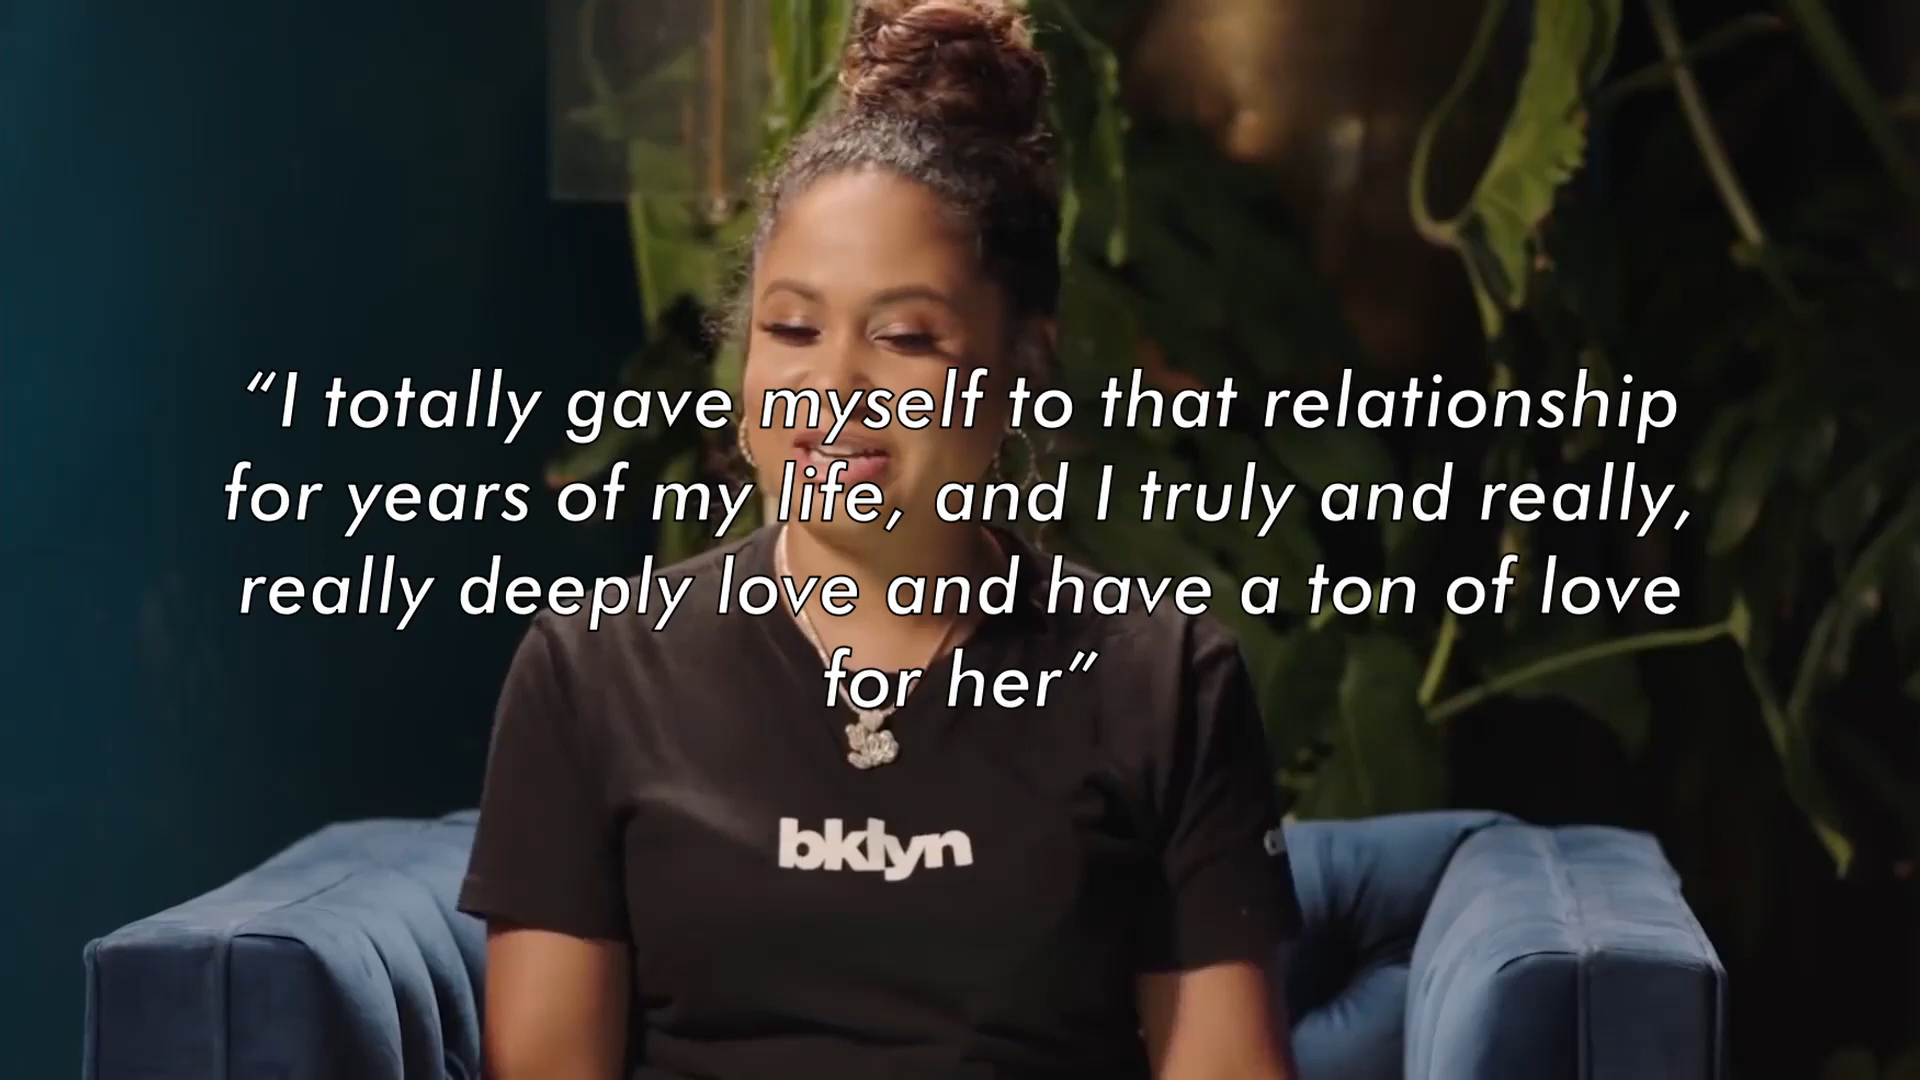 “I totally gave myself to that relationship
for years of my life, and I truly and really,
really deeply love and have a ton of love
for her”
bklyn